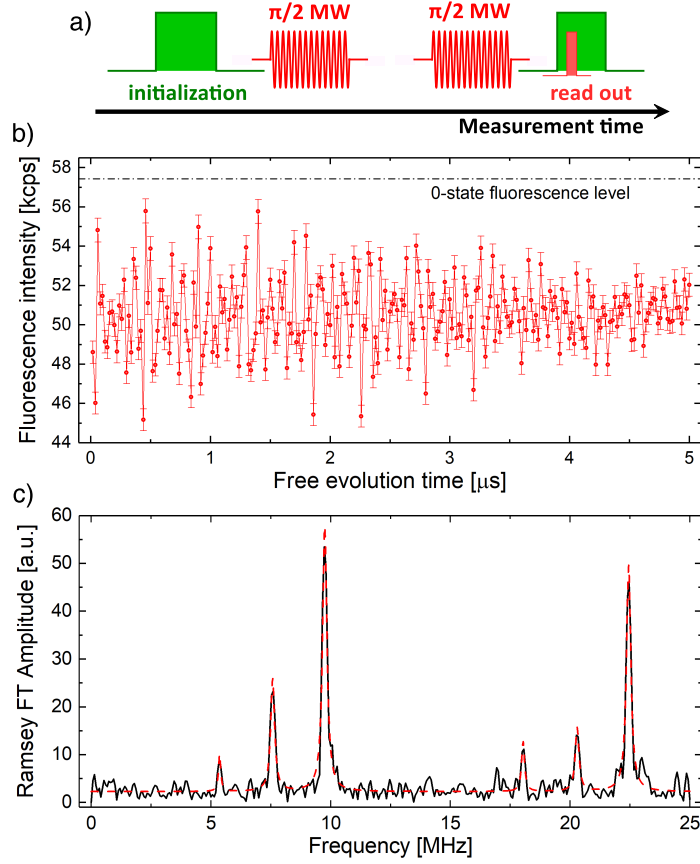 a)
π/2 MW
π/2 MW
initialization
read out
Measurement time
b)
58
56
54
52
50
48
46
44
Fluorescence intensity [kcps]
0-state fluorescence level
0 1 2 3 4 5
Free evolution time [μs]
c)
60
50
40
30
20
10
0
Ramsey FT Amplitude [a.u.]
0 5 10 15 20 25
Frequency [MHz]